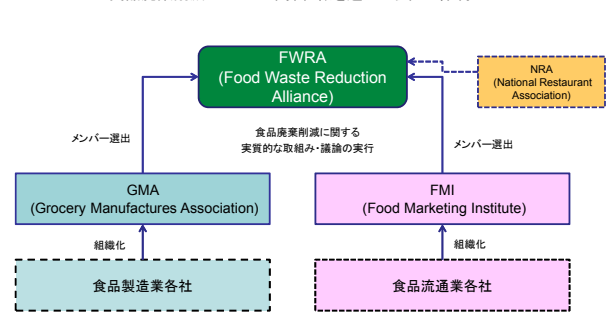 FWRA
(Food Waste Reduction
Alliance)
NRA
(National Restaurant
Association)
メンバー選出
食品廃棄削減に関する
実質的な取組み・議論の実行
メンバー選出
GMA
(Grocery Manufactures Association)
FMI
(Food Marketing Institute)
組織化
組織化
食品製造業各社
食品流通業各社